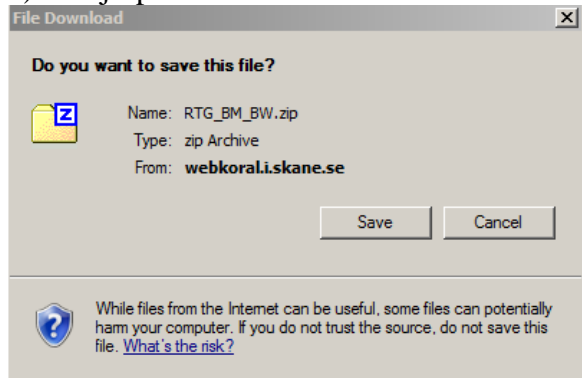 File Download
Do you want to save this file?
Name: RTG_BM_BW.zip
Type: zip Archive
From: webkoral.i.skane.se
Save Cancel
While files from the Internet can be useful, some files can potentially
harm your computer. If you do not trust the source, do not save this
file. What's the risk?